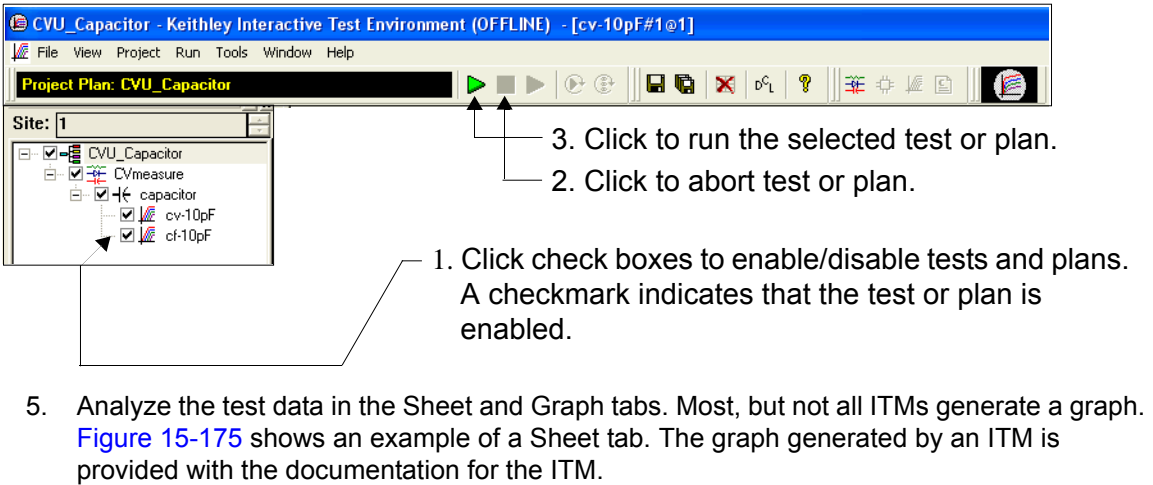 CVU_Capacitor - Keithley Interactive Test Environment (OFFLINE) - [cv-10pF#1@1]
File View Project Run Tools Window Help
Project Plan: CVU_Capacitor
Site: 1
CVU_Capacitor
CVmeasure
capacitor
cv-10pF
cf-10pF
3. Click to run the selected test or plan.
2. Click to abort test or plan.
1. Click check boxes to enable/disable tests and plans.
A checkmark indicates that the test or plan is
enabled.
5. Analyze the test data in the Sheet and Graph tabs. Most, but not all ITMs generate a graph.
Figure 15-175 shows an example of a Sheet tab. The graph generated by an ITM is
provided with the documentation for the ITM.